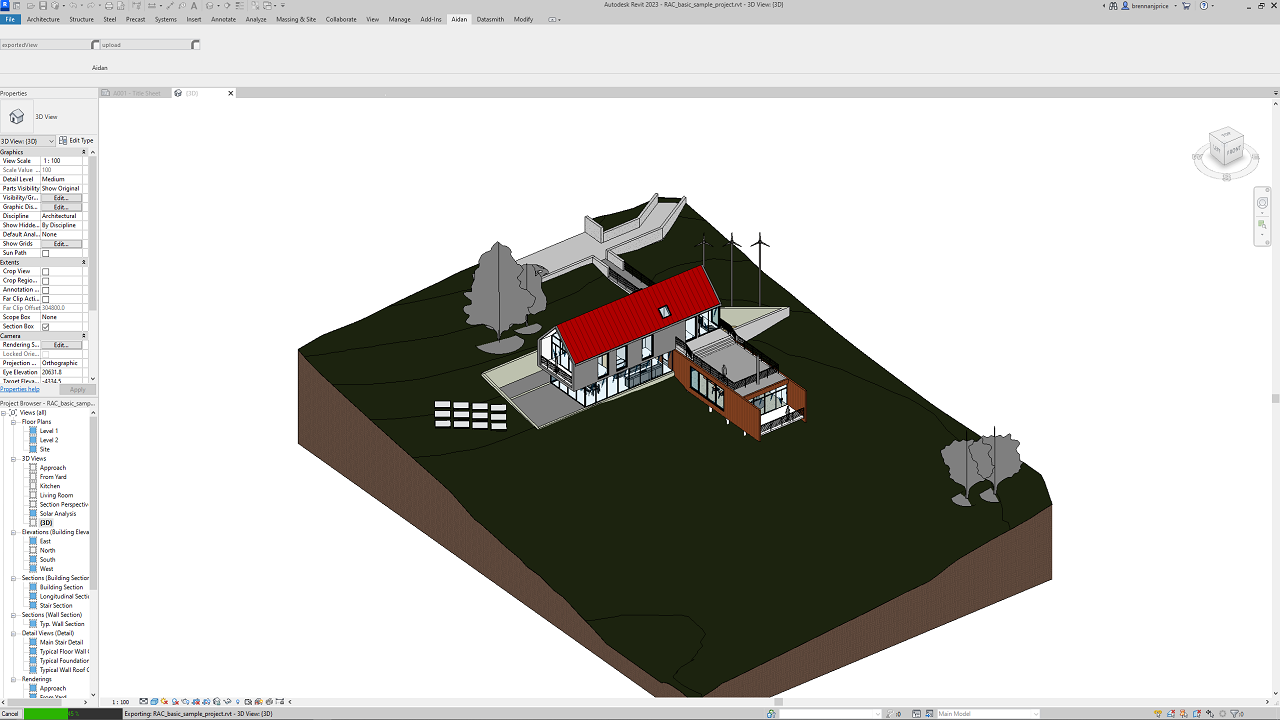 Autodesk Revit 2023 - RAC_basic_sample_project.rvt - 3D View: {3D}
brennanjprice
File Architecture Structure Steel Precast Systems Insert Annotate Analyze Massing & Site Collaborate View Manage Add-Ins Aidan Datasmith Modify
exportedView upload
Aidan
Properties
A001 - Title Sheet {3D}
3D View
3D View: {3D} Edit Type
Graphics
View Scale 1 : 100
Scale Value ... 100
Detail Level Medium
Parts Visibility Show Original
Visibility/Gr... Edit...
Graphic Dis... Edit...
Discipline Architectural
Show Hidde... By Discipline
Default Anal... None
Show Grids Edit...
Sun Path
Extents
Crop View
Crop Regio...
Annotation ...
Far Clip Acti...
Far Clip Offset 304800.0
Scope Box None
Section Box
Camera
Rendering S... Edit...
Locked Orie...
Projection ... Orthographic
Eye Elevation 20631.8
Target Eleva... -4334.5
Properties help Apply
Project Browser - RAC_basic_samp...
Views (all)
Floor Plans
Level 1
Level 2
Site
3D Views
Approach
From Yard
Kitchen
Living Room
Section Perspectiv
Solar Analysis
{3D}
Elevations (Building Eleva
East
North
South
West
Sections (Building Section
Building Section
Longitudinal Secti
Stair Section
Sections (Wall Section)
Typ. Wall Section
Detail Views (Detail)
Main Stair Detail
Typical Floor Wall
Typical Foundation
Typical Wall Roof C
Renderings
Approach
From Yard
TOP
FRONT
1 : 100
Cancel 45 % Exporting: RAC_basic_sample_project.rvt - 3D View: {3D} :0 Main Model :0